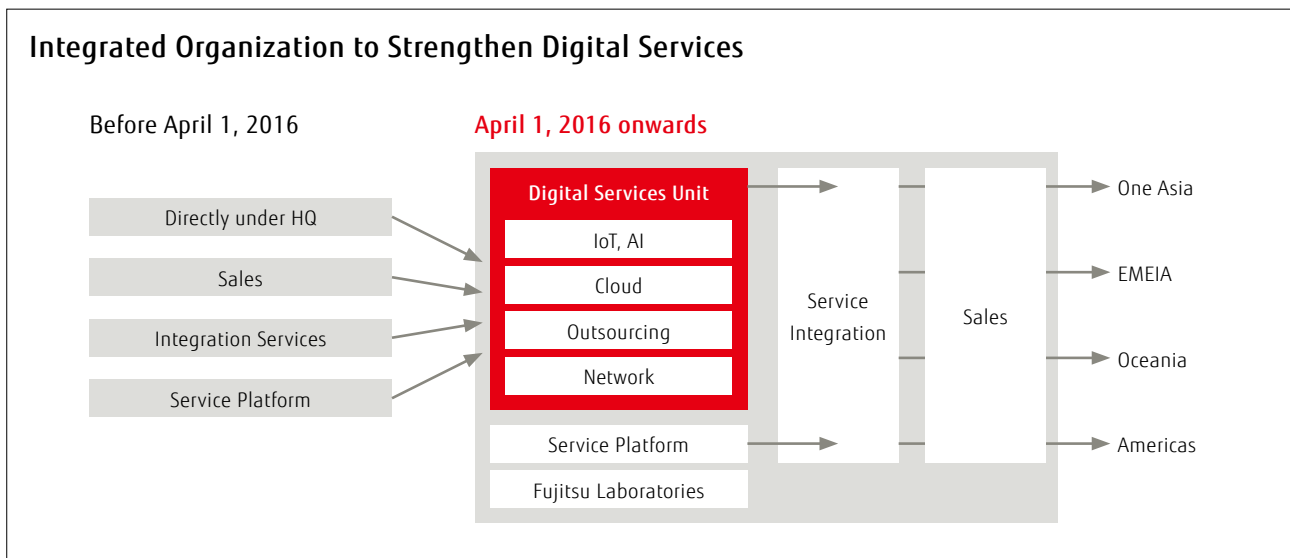 Integrated Organization to Strengthen Digital Services
Before April 1, 2016
Directly under HQ
Sales
Integration Services
Service Platform
April 1, 2016 onwards
Digital Services Unit
IoT, AI
Cloud
Outsourcing
Network
Service Platform
Fujitsu Laboratories
Service
Integration
Sales
One Asia
EMEIA
Oceania
Americas